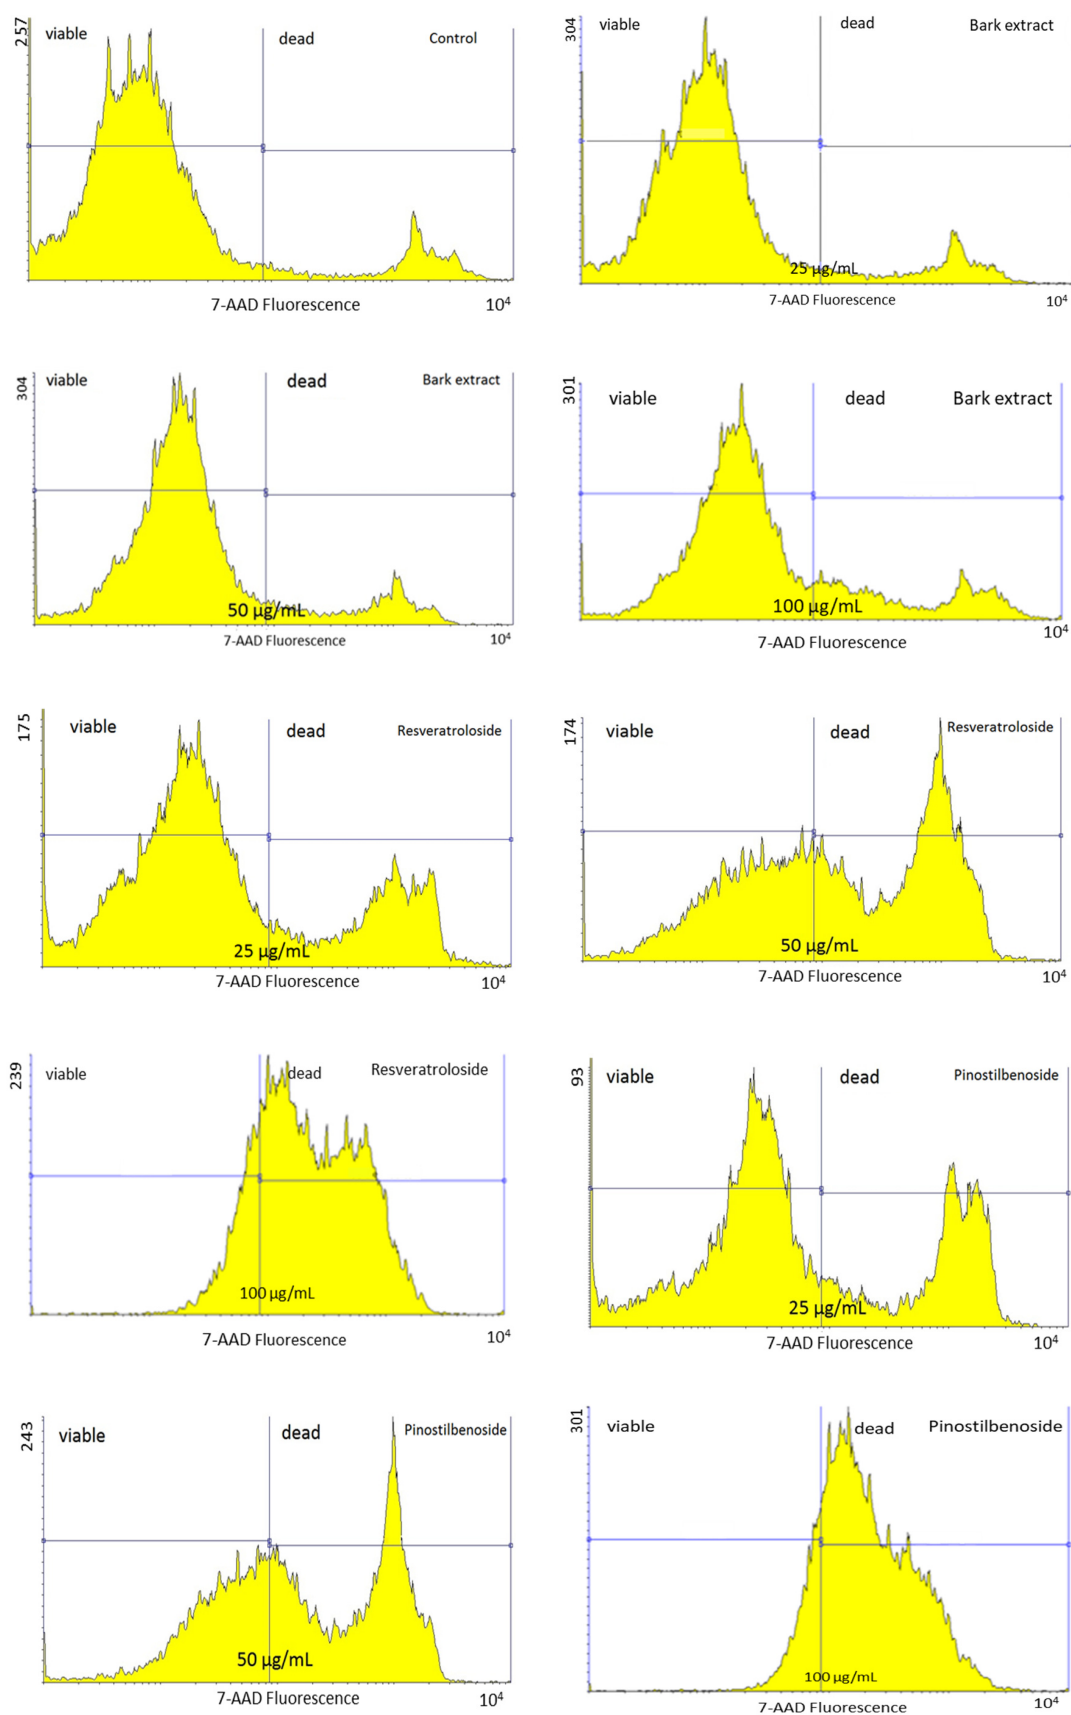 257
viable
dead
Control
7-AAD Fluorescence
10⁴
304
viable
dead
Bark extract
25 µg/mL
7-AAD Fluorescence
10⁴
304
viable
dead
Bark extract
50 µg/mL
7-AAD Fluorescence
10⁴
301
viable
dead
Bark extract
100 µg/mL
7-AAD Fluorescence
10⁴
175
viable
dead
Resveratroloside
25 µg/mL
7-AAD Fluorescence
10⁴
174
viable
dead
Resveratroloside
50 µg/mL
7-AAD Fluorescence
10⁴
239
viable
dead
Resveratroloside
100 µg/mL
7-AAD Fluorescence
10⁴
93
viable
dead
Pinostilbenoside
25 µg/mL
7-AAD Fluorescence
10⁴
243
viable
dead
Pinostilbenoside
50 µg/mL
7-AAD Fluorescence
10⁴
301
viable
dead
Pinostilbenoside
100 µg/mL
7-AAD Fluorescence
10⁴